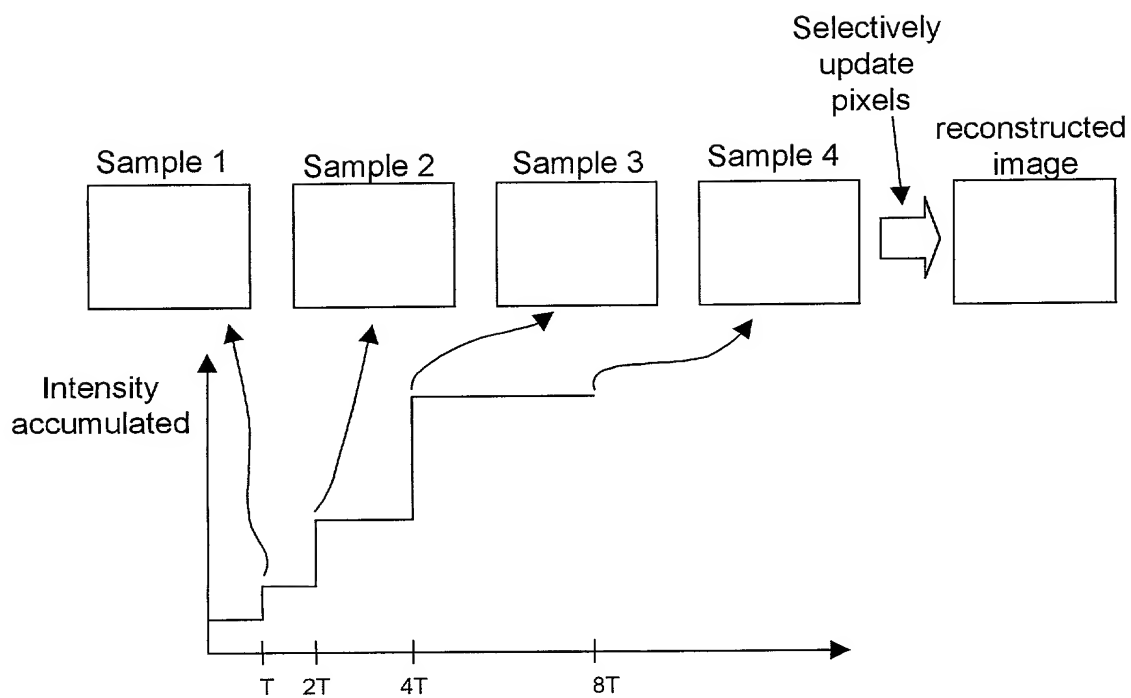 Selectively
update
pixels
Sample 1
Sample 2
Sample 3
Sample 4
reconstructed
image
Intensity
accumulated
T
2T
4T
8T